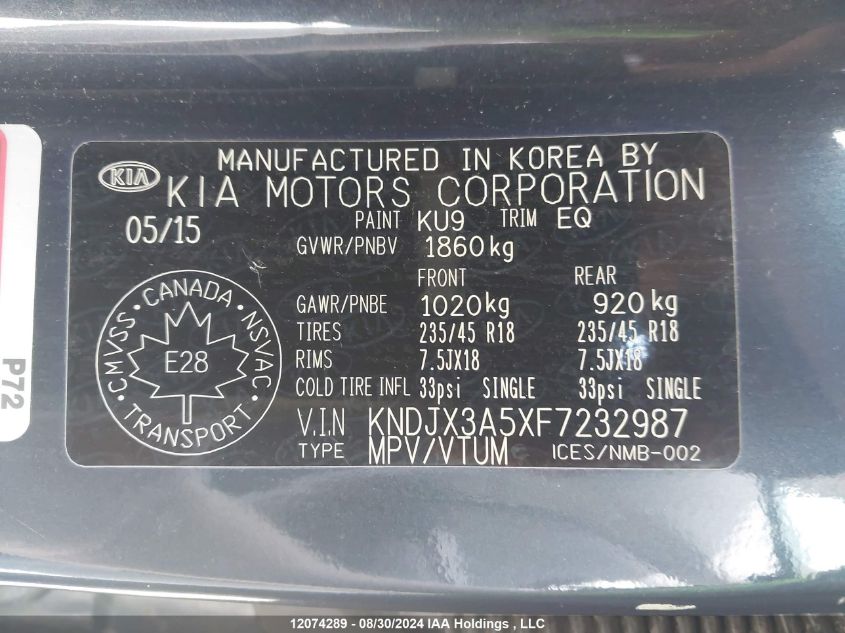 KIA
MANUFACTURED IN KOREA BY
KIA MOTORS CORPORATION
05/15 PAINT KU9 TRIM EQ
GVWR/PNBV 1860kg
FRONT REAR
GAWR/PNBE 1020kg 920kg
TIRES 235/45 R18 235/45 R18
RIMS 7.5JX18 7.5JX18
COLD TIRE INFL 33psi SINGLE 33psi SINGLE
V.I.N KNDJX3A5XF7232987
TYPE MPV/VTUM ICES/NMB-002
CMVSS · CANADA · NSVAC
E28
TRANSPORT
P72
12074289 - 08/30/2024 IAA Holdings , LLC